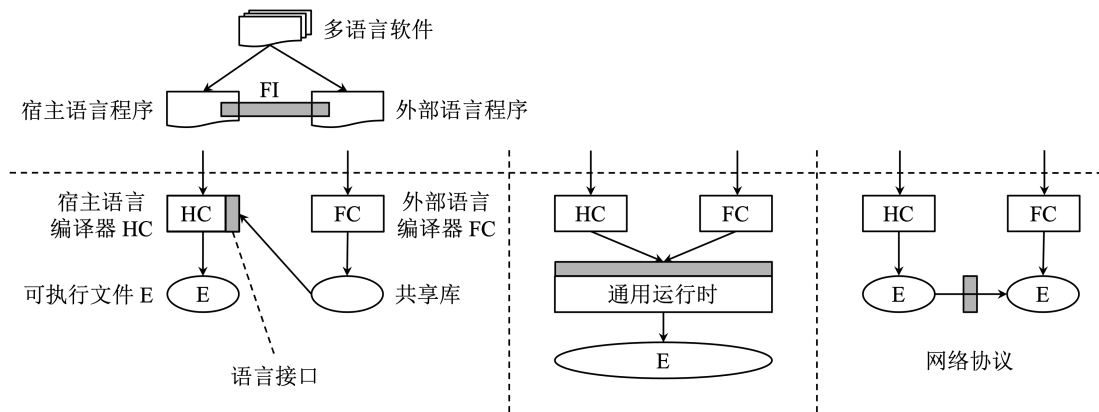 多语言软件
FI
宿主语言程序
外部语言程序
宿主语言
编译器 HC
HC
FC
外部语言
编译器 FC
HC
FC
HC
FC
可执行文件 E
E
共享库
通用运行时
E
E
E
语言接口
网络协议